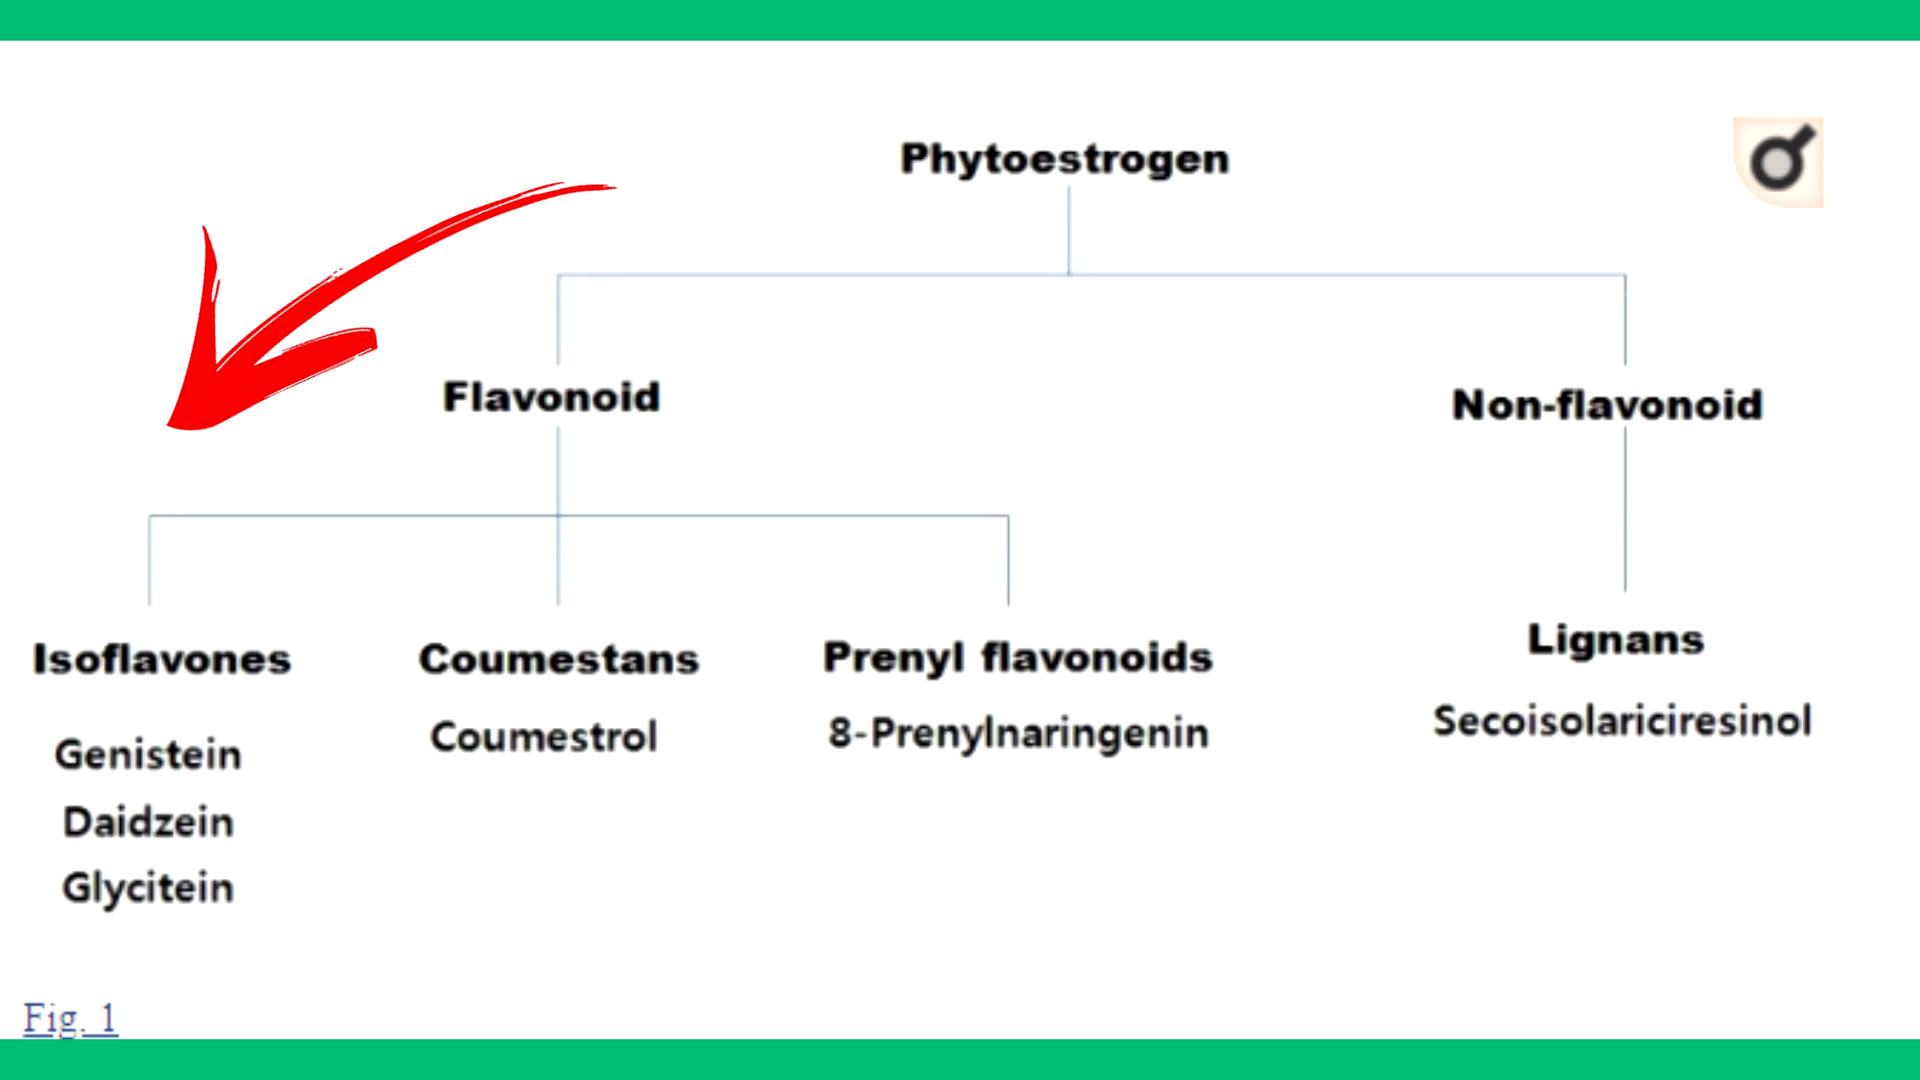 Phytoestrogen
Flavonoid
Non-flavonoid
Isoflavones
Genistein
Daidzein
Glycitein
Coumestans
Coumestrol
Prenyl flavonoids
8-Prenylnaringenin
Lignans
Secoisolariciresinol
Fig. 1